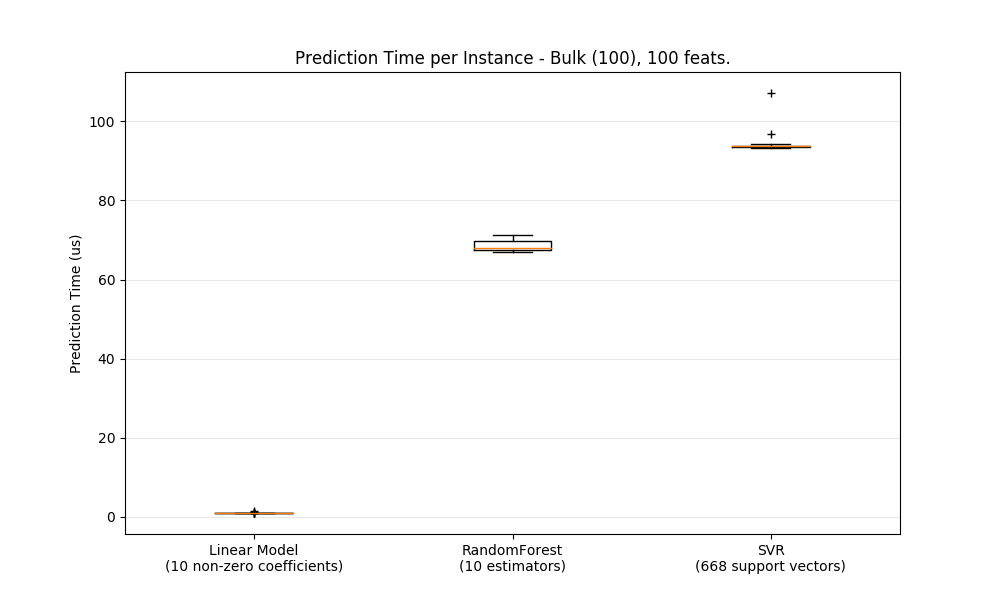 Prediction Time per Instance - Bulk (100), 100 feats.
Prediction Time (us)
100
80
60
40
20
0
Linear Model
(10 non-zero coefficients)
RandomForest
(10 estimators)
SVR
(668 support vectors)